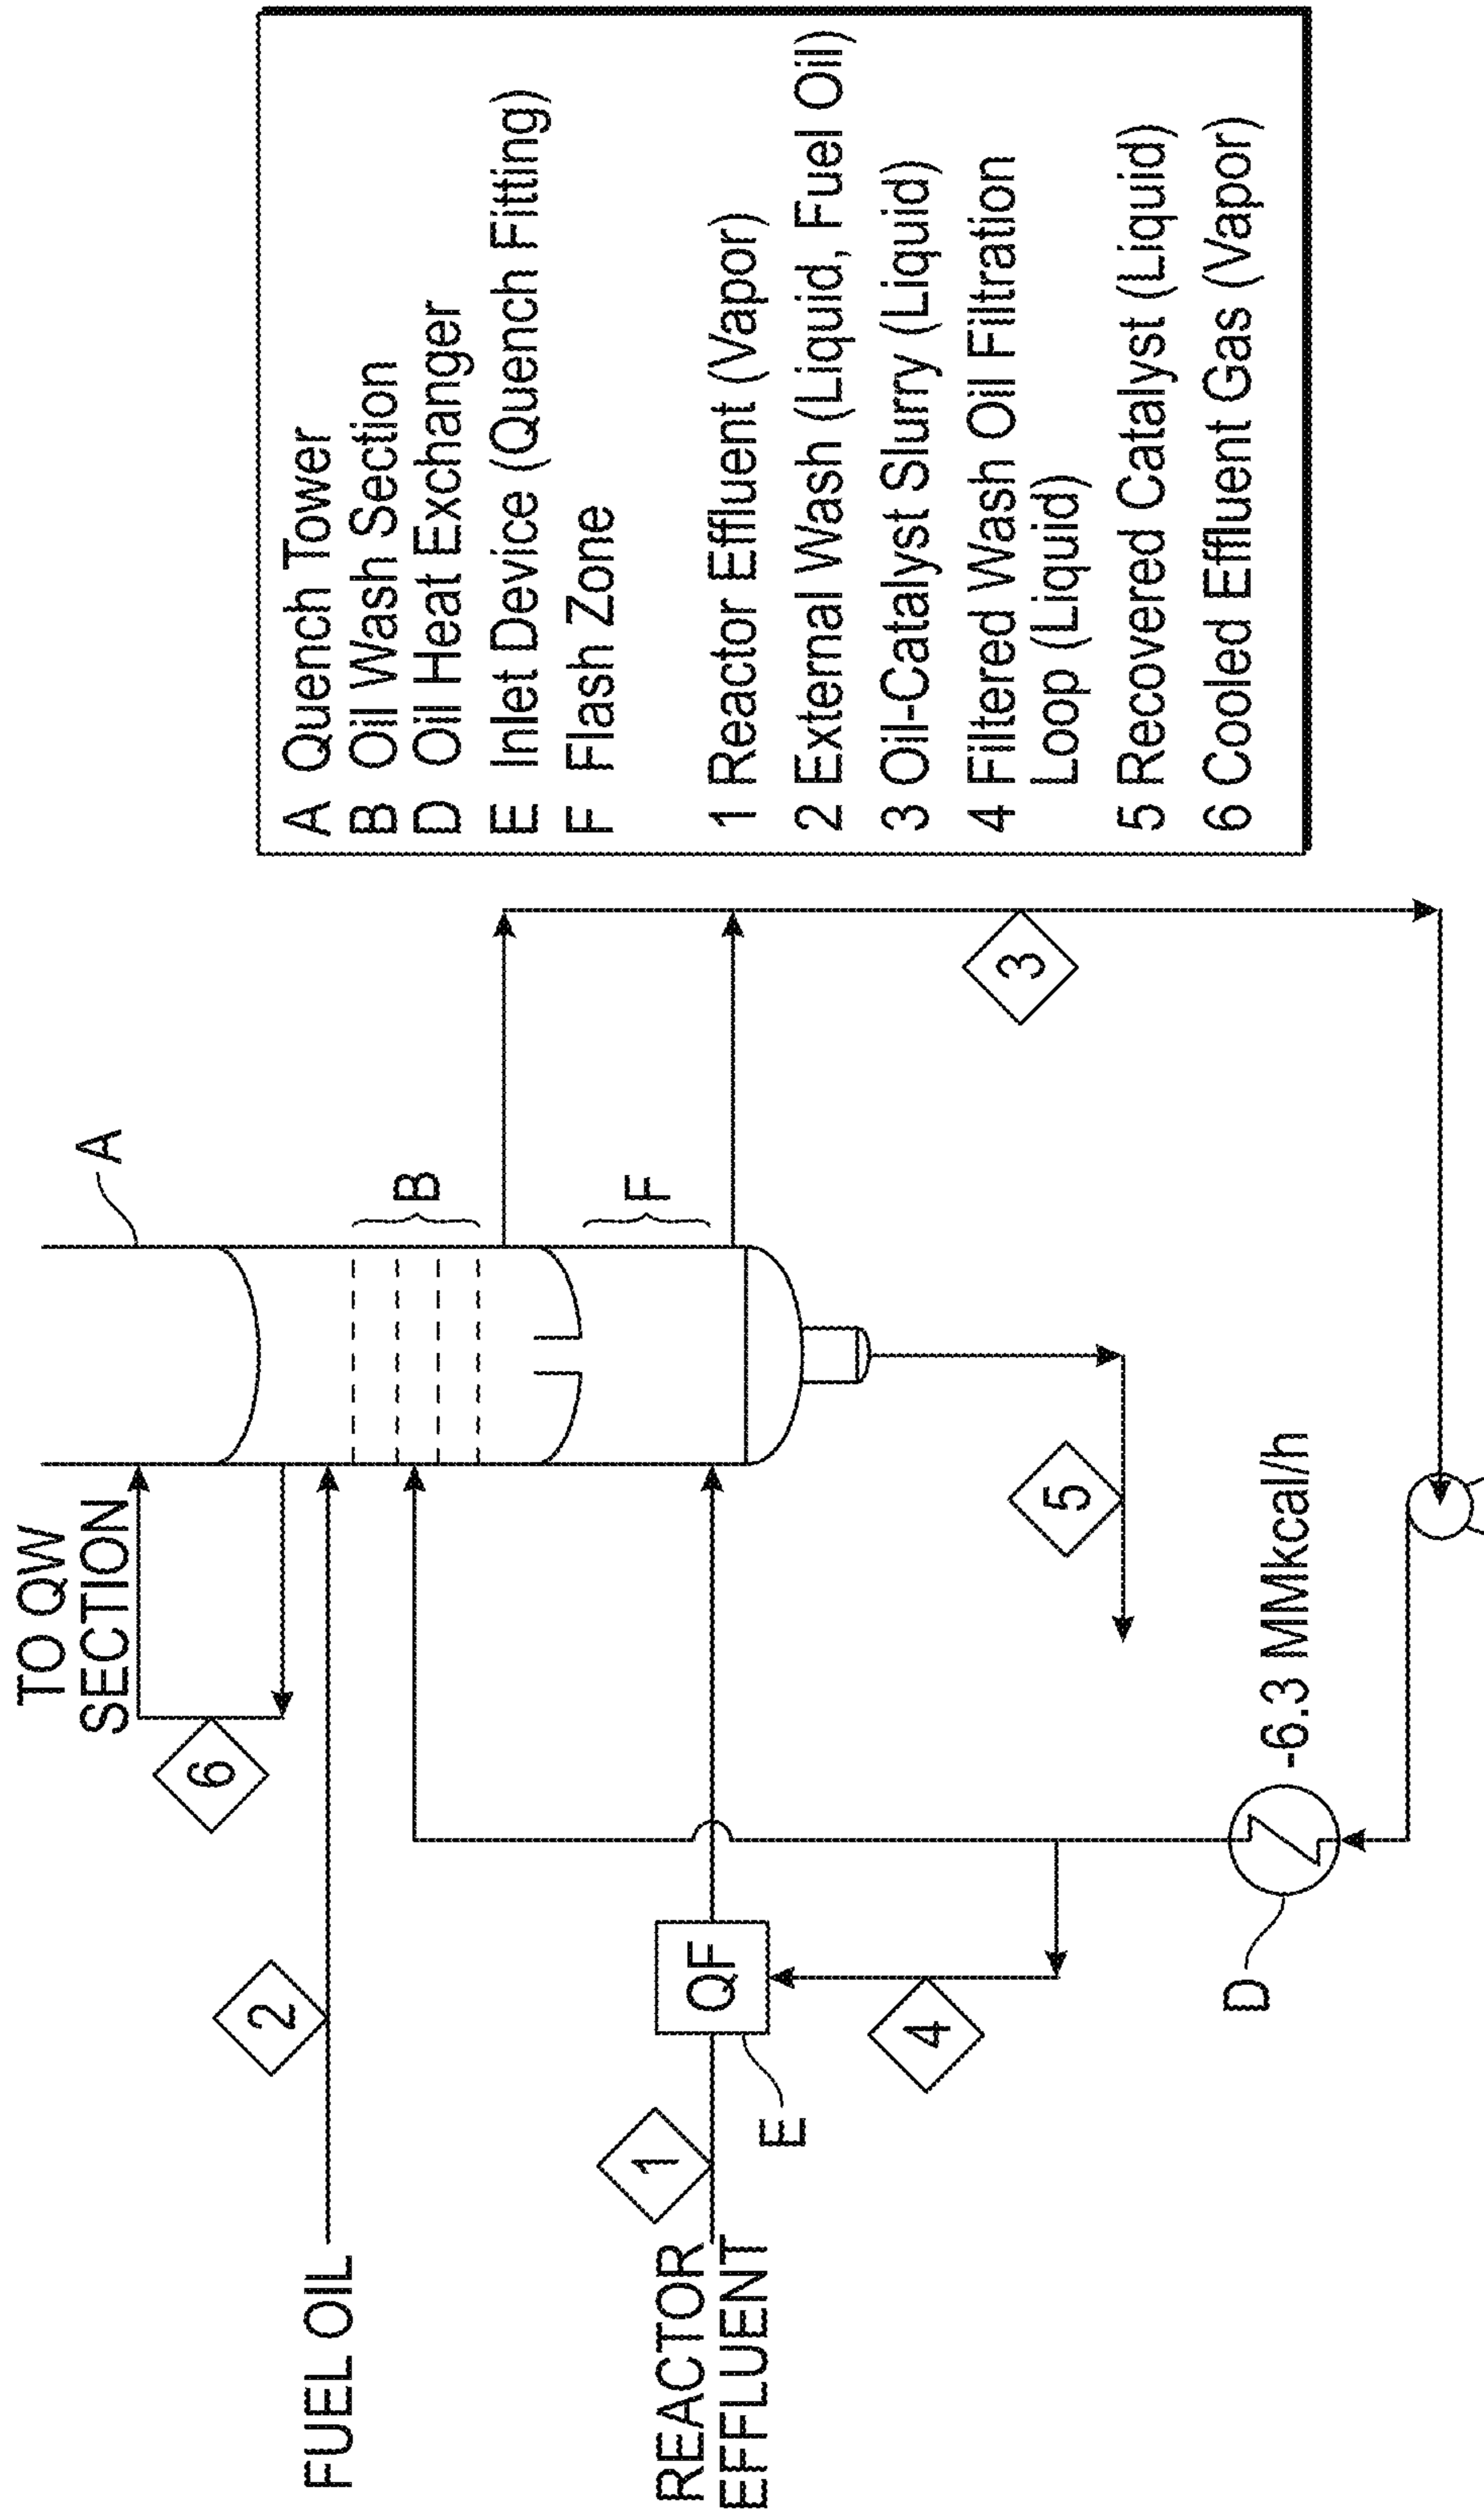 TO QW
SECTION
A
6
FUEL OIL
2
B
F
REACTOR
EFFLUENT
1
QF
E
4
3
5
D
-6.3 MMkcal/h
A Quench Tower
B Oil Wash Section
D Oil Heat Exchanger
E Inlet Device (Quench Fitting)
F Flash Zone
1 Reactor Effluent (Vapor)
2 External Wash (Liquid, Fuel Oil)
3 Oil-Catalyst Slurry (Liquid)
4 Filtered Wash Oil Filtration
Loop (Liquid)
5 Recovered Catalyst (Liquid)
6 Cooled Effluent Gas (Vapor)